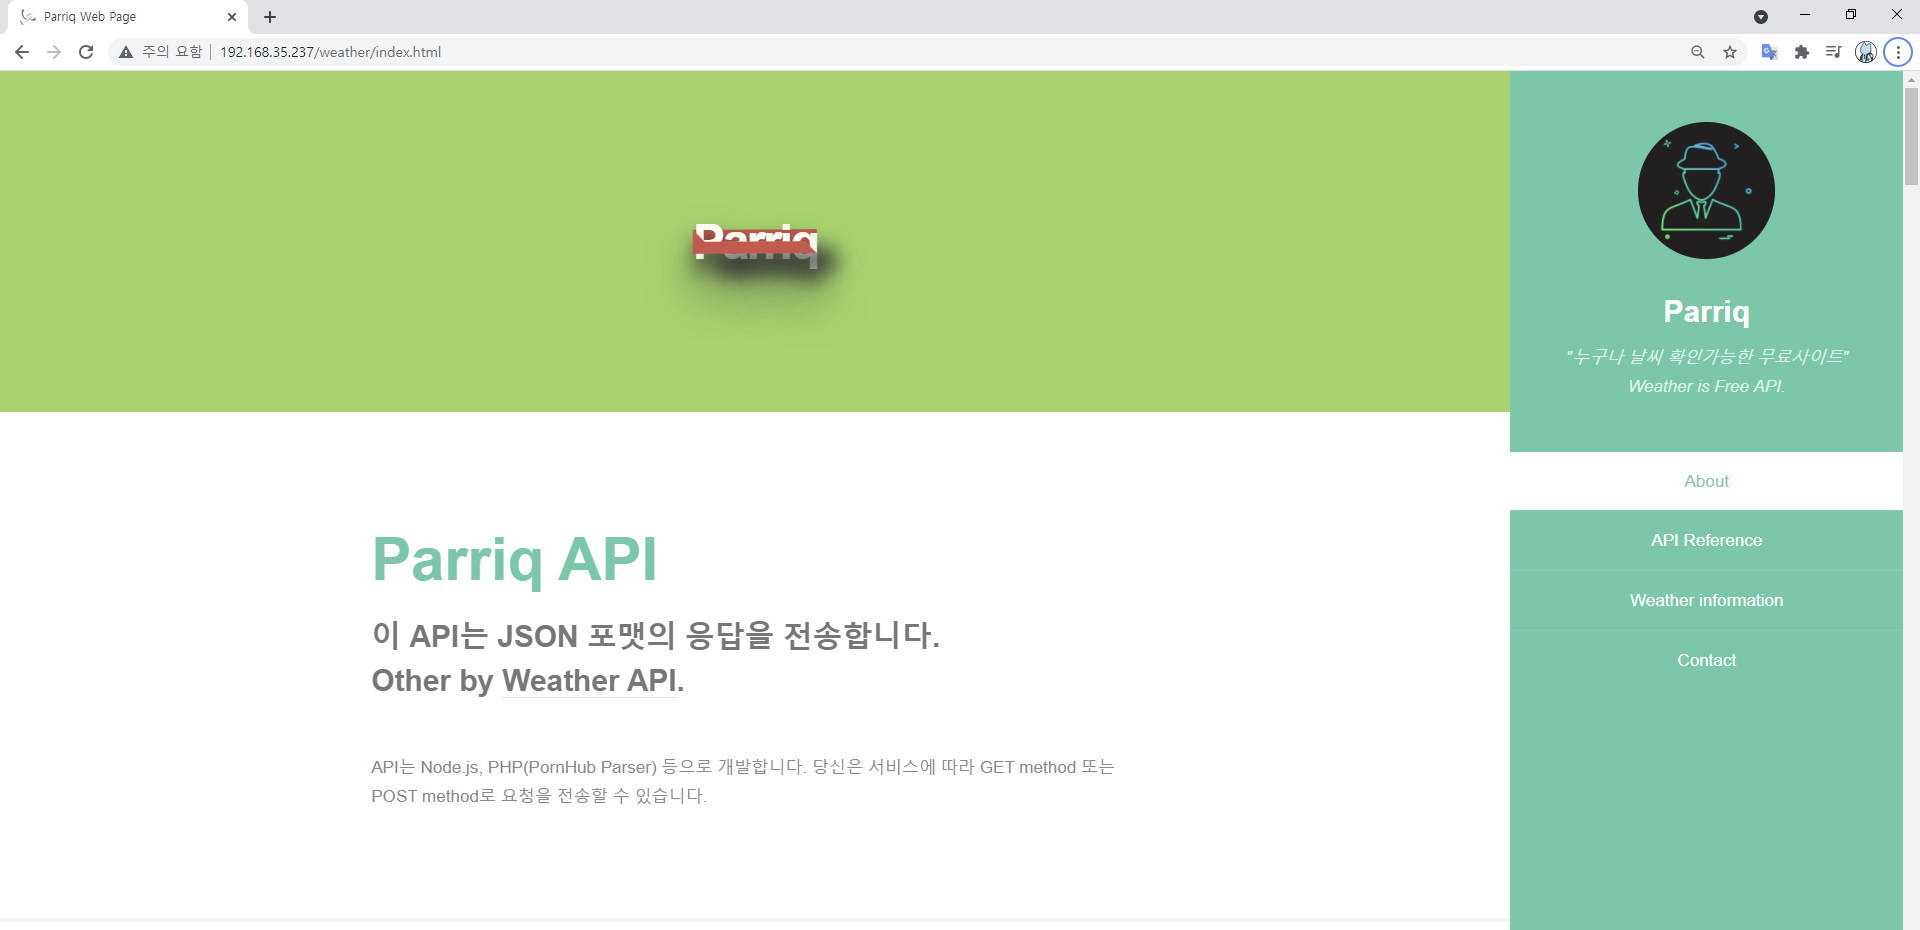 Parriq Web Page
주의 요함
192.168.35.237/weather/index.html
Parriq
Parriq
"누구나 날씨 확인가능한 무료사이트"
Weather is Free API.
About
API Reference
Weather information
Contact
Parriq API
이 API는 JSON 포맷의 응답을 전송합니다.
Other by Weather API.
API는 Node.js, PHP(PornHub Parser) 등으로 개발합니다. 당신은 서비스에 따라 GET method 또는
POST method로 요청을 전송할 수 있습니다.